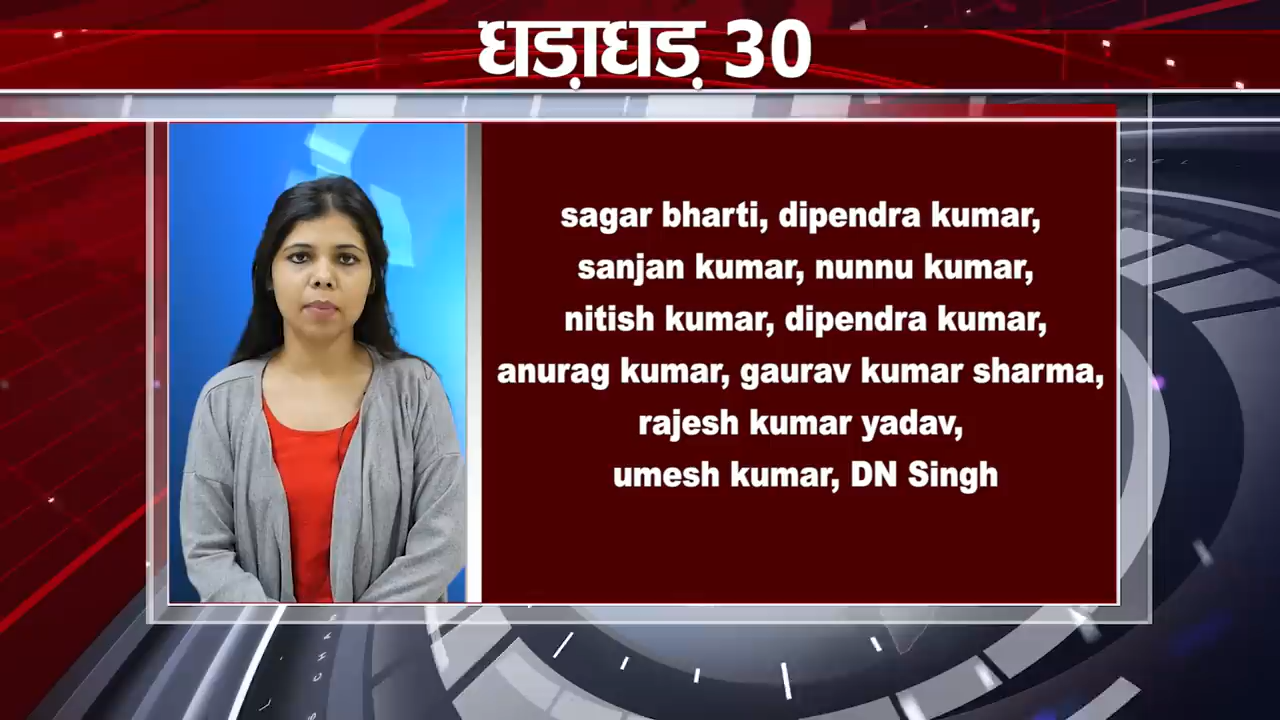 धड़ाधड़ 30
sagar bharti, dipendra kumar,
sanjan kumar, nunnu kumar,
nitish kumar, dipendra kumar,
anurag kumar, gaurav kumar sharma,
rajesh kumar yadav,
umesh kumar, DN Singh